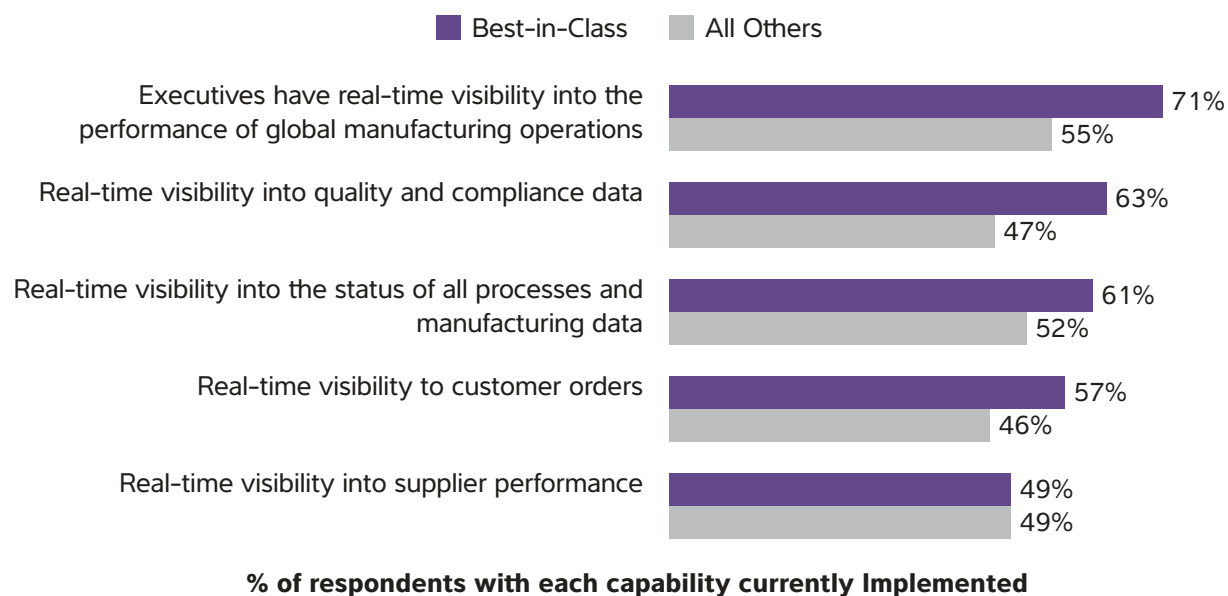 Best-in-Class All Others
Executives have real-time visibility into the
performance of global manufacturing operations
71%
55%
Real-time visibility into quality and compliance data
63%
47%
Real-time visibility into the status of all processes and
manufacturing data
61%
52%
Real-time visibility to customer orders
57%
46%
Real-time visibility into supplier performance
49%
49%
% of respondents with each capability currently Implemented